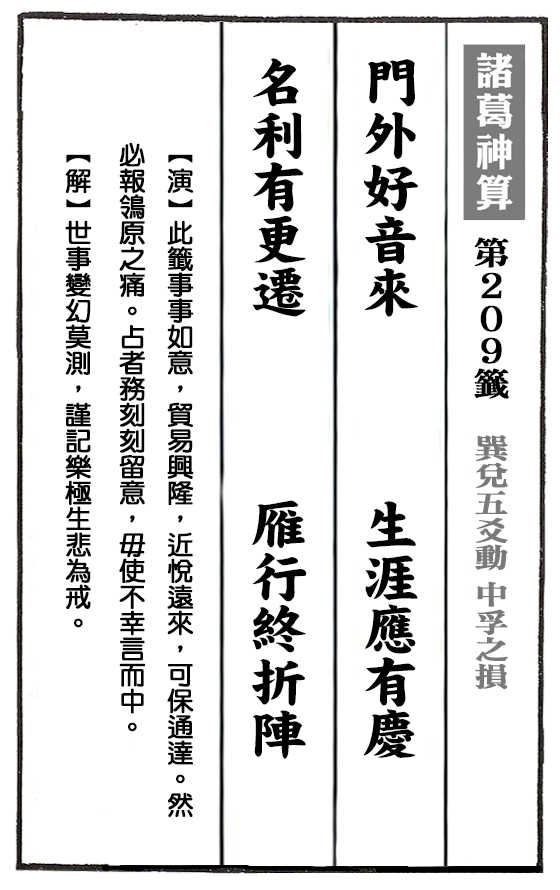 諸葛神算 第209籤 巽兌五爻動 中孚之損
門外好音來 生涯應有慶
名利有更遷 雁行終折陣
【演】此籤事事如意，貿易興隆，近悅遠來，可保通達。然
必報鴒原之痛。占者務刻刻留意，毋使不幸言而中。
【解】世事變幻莫測，謹記樂極生悲為戒。